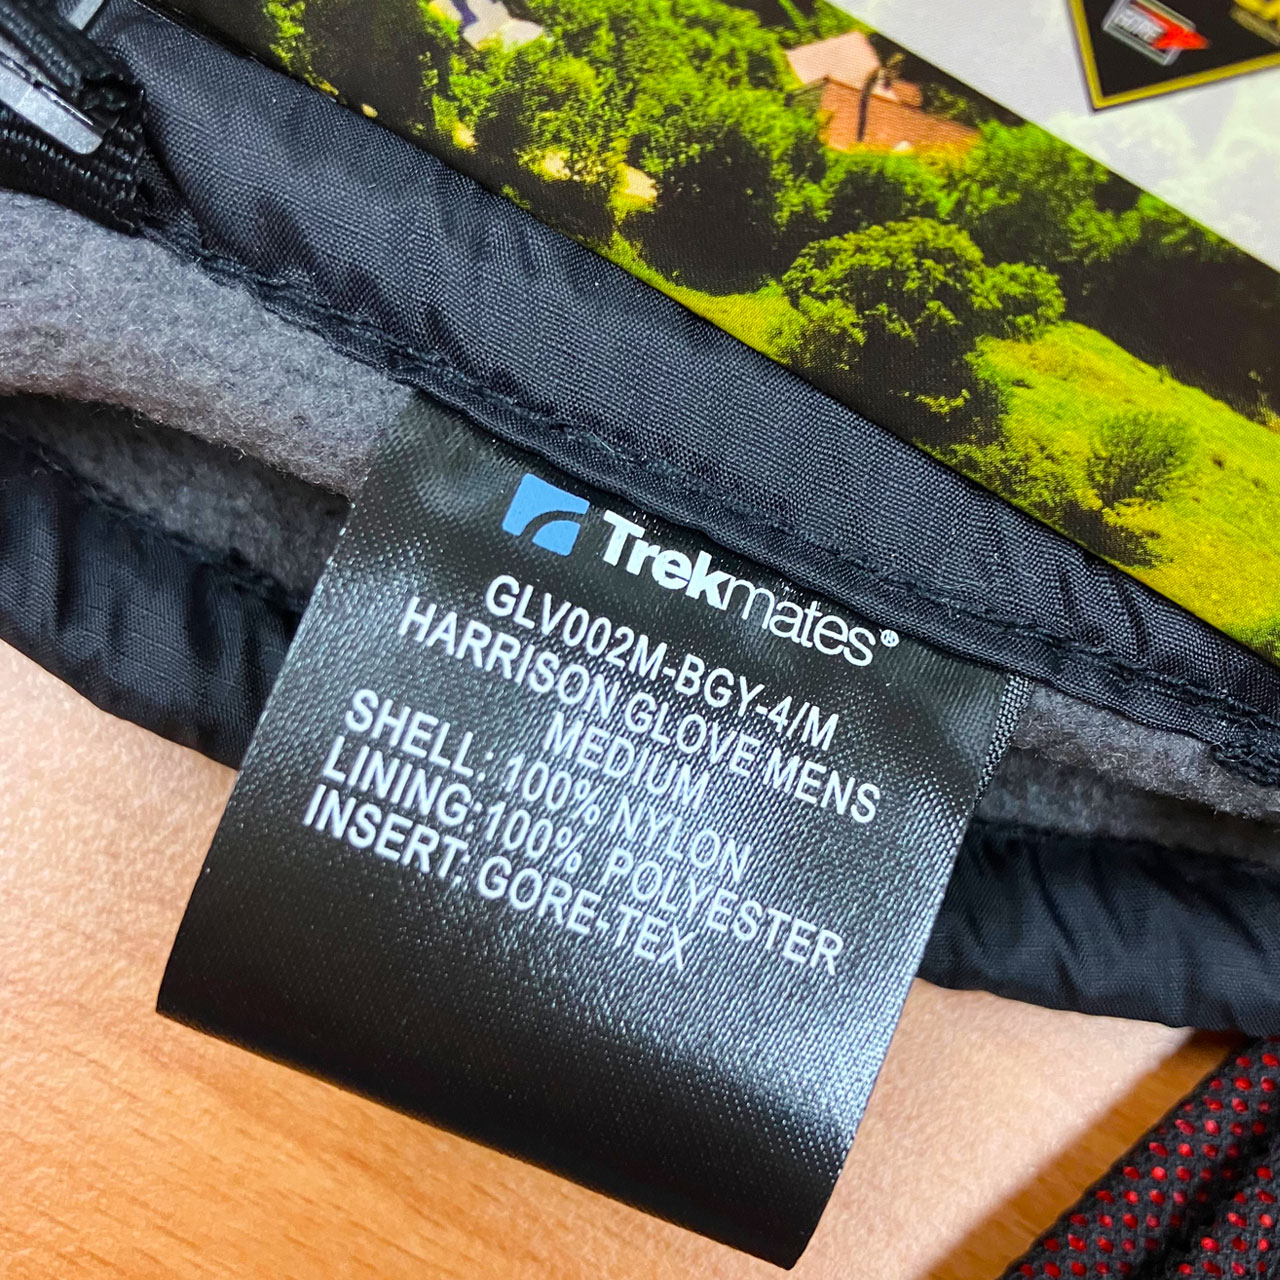 Trekmates®
GLV002M-BGY-4/M
HARRISON GLOVE MENS
MEDIUM
SHELL: 100% NYLON
LINING:100% POLYESTER
INSERT: GORE-TEX